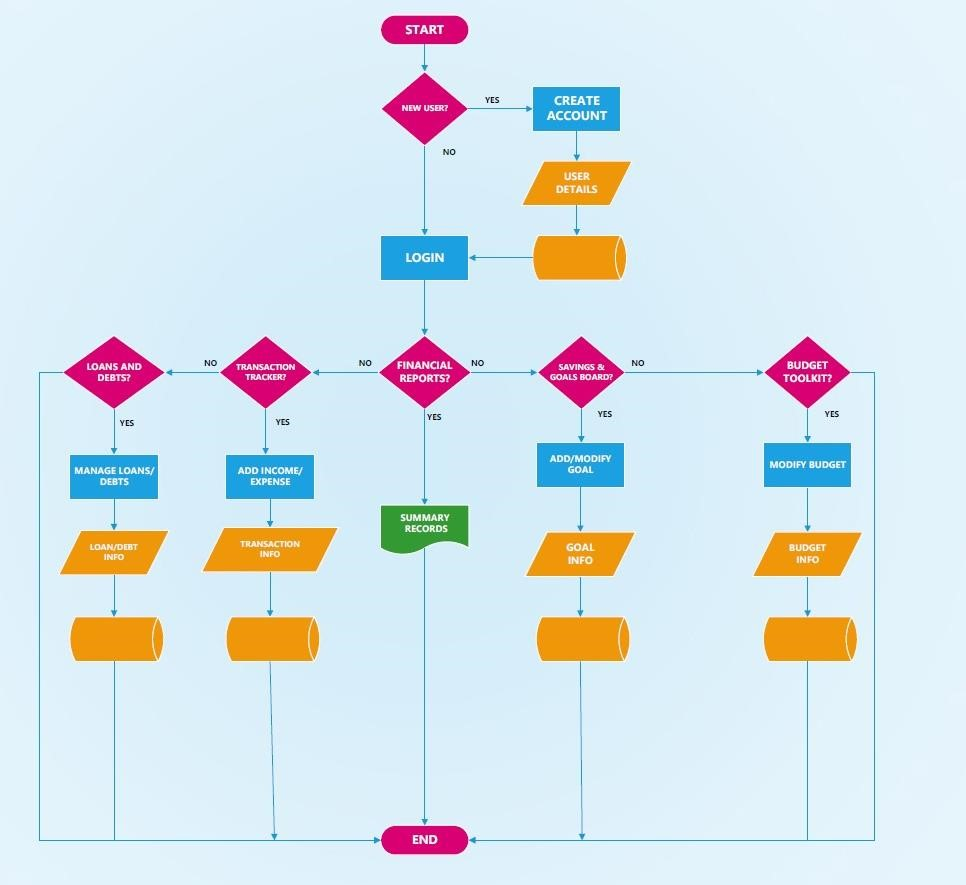 START
NEW USER?
YES
CREATE
ACCOUNT
NO
USER
DETAILS
LOGIN
LOANS AND
DEBTS?
NO
TRANSACTION
TRACKER?
NO
FINANCIAL
REPORTS?
NO
SAVINGS &
GOALS BOARD?
NO
BUDGET
TOOLKIT?
YES
YES
YES
YES
YES
MANAGE LOANS/
DEBTS
ADD INCOME/
EXPENSE
ADD/MODIFY
GOAL
MODIFY BUDGET
SUMMARY
RECORDS
LOAN/DEBT
INFO
TRANSACTION
INFO
GOAL
INFO
BUDGET
INFO
END